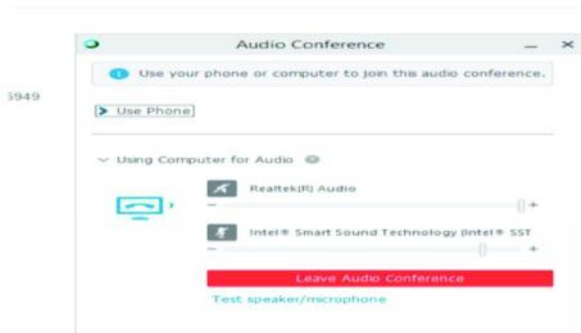 Audio Conference
Use your phone or computer to join this audio conference.
Use Phone
Using Computer for Audio
Realtek(R) Audio
- +
Intel® Smart Sound Technology (Intel® SST
- +
Leave Audio Conference
Test speaker/microphone